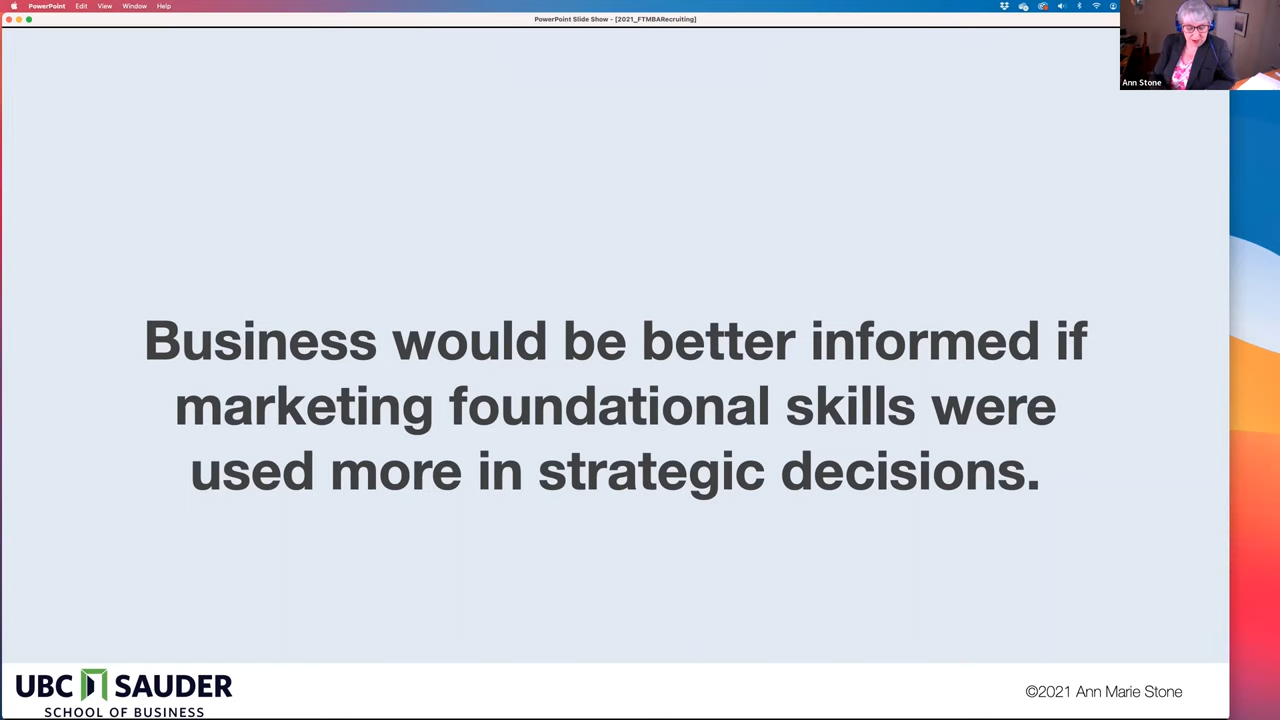 PowerPoint Edit View Window Help
PowerPoint Slide Show - [2021_FTMBARecruiting]
Ann Stone
Business would be better informed if
marketing foundational skills were
used more in strategic decisions.
UBC SAUDER
SCHOOL OF BUSINESS
©2021 Ann Marie Stone